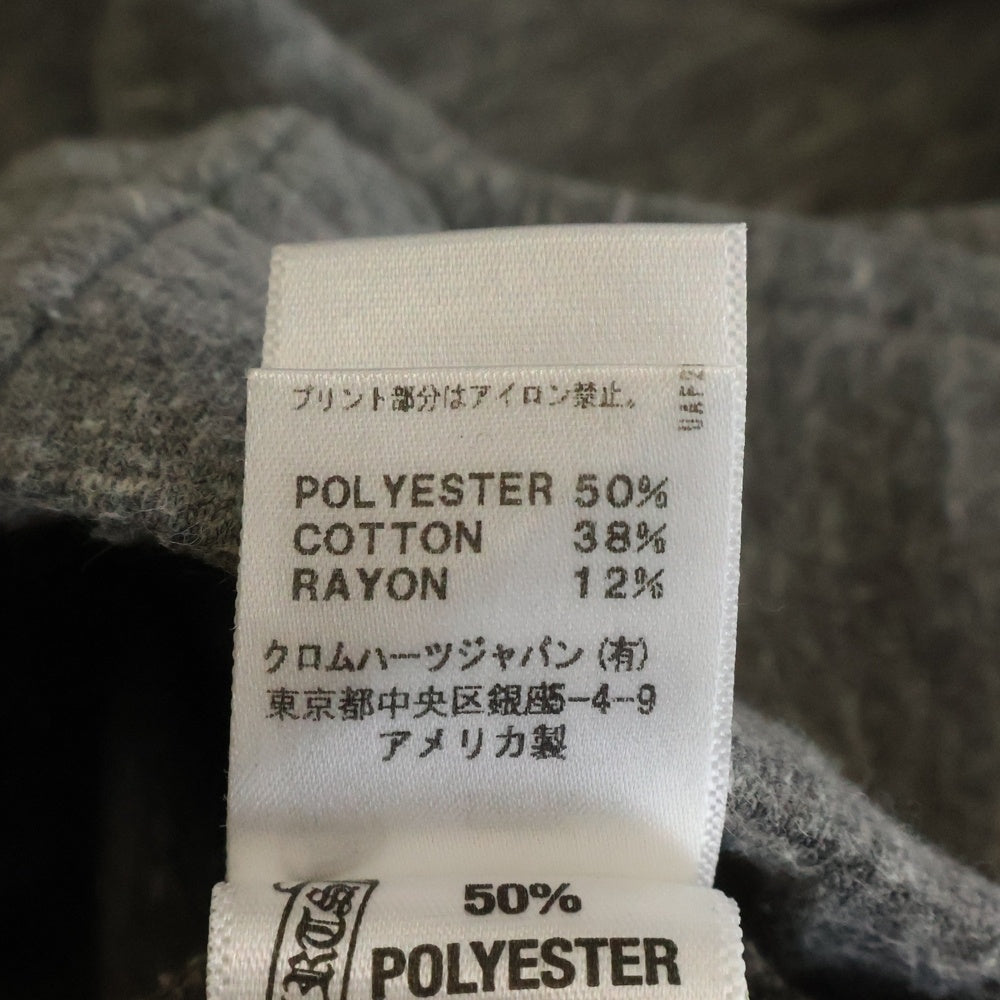 プリント部分はアイロン禁止。
POLYESTER 50%
COTTON 38%
RAYON 12%
クロムハーツジャパン(有)
東京都中央区銀座5-4-9
アメリカ製
50%
POLYESTER